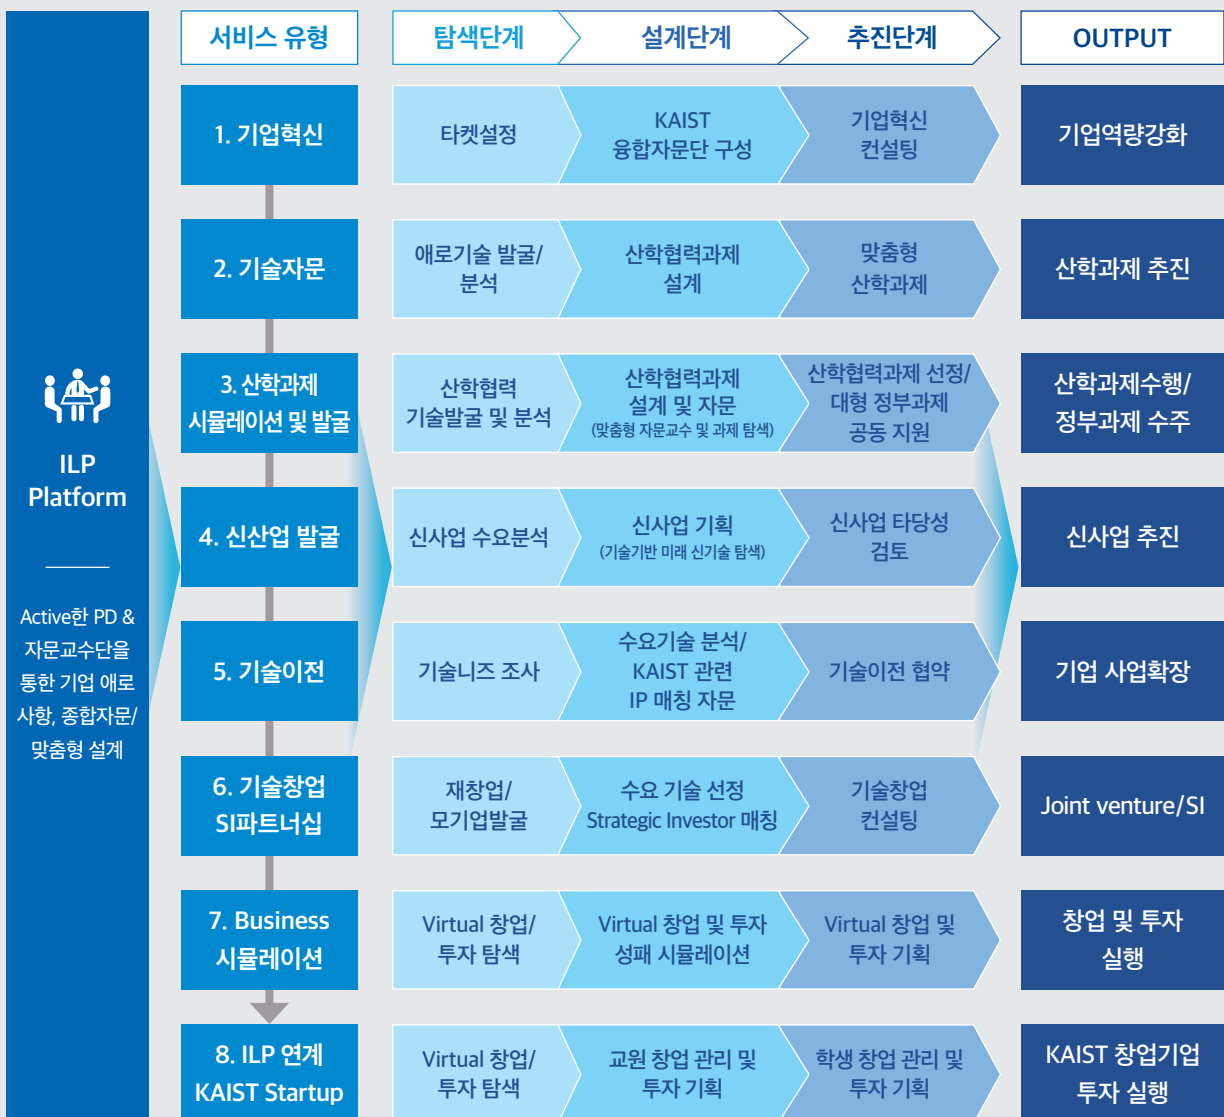 ILP
Platform
Active한 PD &
자문교수단을
통한 기업 애로
사항, 종합자문/
맞춤형 설계
서비스 유형
탐색단계
설계단계
추진단계
OUTPUT
1. 기업혁신
타켓설정
KAIST
융합자문단 구성
기업혁신
컨설팅
기업역량강화
2. 기술자문
애로기술 발굴/
분석
산학협력과제
설계
맞춤형
산학과제
산학과제 추진
3. 산학과제
시뮬레이션 및 발굴
산학협력
기술발굴 및 분석
산학협력과제
설계 및 자문
(맞춤형 자문교수 및 과제 탐색)
산학협력과제 선정/
대형 정부과제
공동 지원
산학과제수행/
정부과제 수주
4. 신산업 발굴
신사업 수요분석
신사업 기획
(기술기반 미래 신기술 탐색)
신사업 타당성
검토
신사업 추진
5. 기술이전
기술니즈 조사
수요기술 분석/
KAIST 관련
IP 매칭 자문
기술이전 협약
기업 사업확장
6. 기술창업
SI파트너십
재창업/
모기업발굴
수요 기술 선정
Strategic Investor 매칭
기술창업
컨설팅
Joint venture/SI
7. Business
시뮬레이션
Virtual 창업/
투자 탐색
Virtual 창업 및 투자
성패 시뮬레이션
Virtual 창업 및
투자 기획
창업 및 투자
실행
8. ILP 연계
KAIST Startup
Virtual 창업/
투자 탐색
교원 창업 관리 및
투자 기획
학생 창업 관리 및
투자 기획
KAIST 창업기업
투자 실행